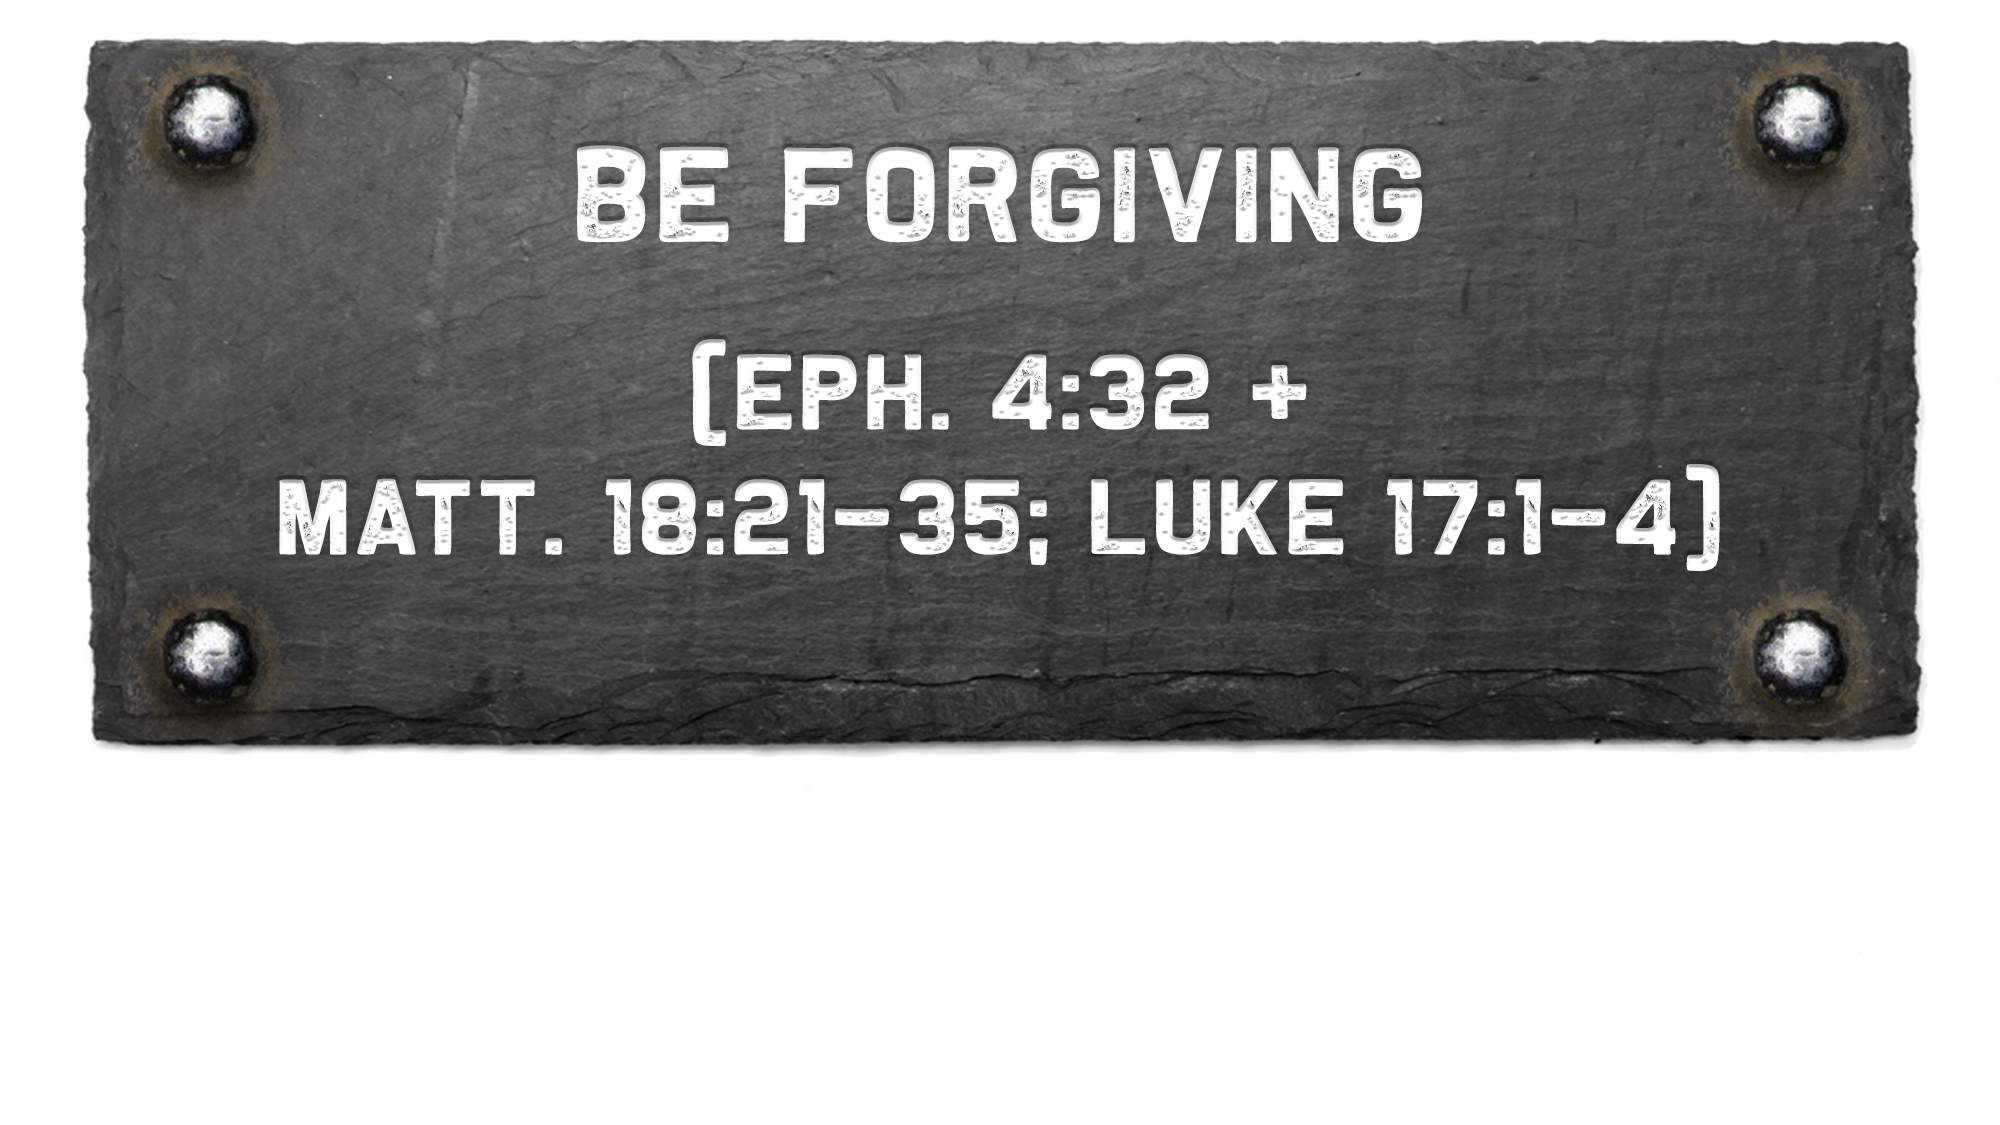 BE FORGIVING
(EPH. 4:32 +
MATT. 18:21–35; LUKE 17:1–4)